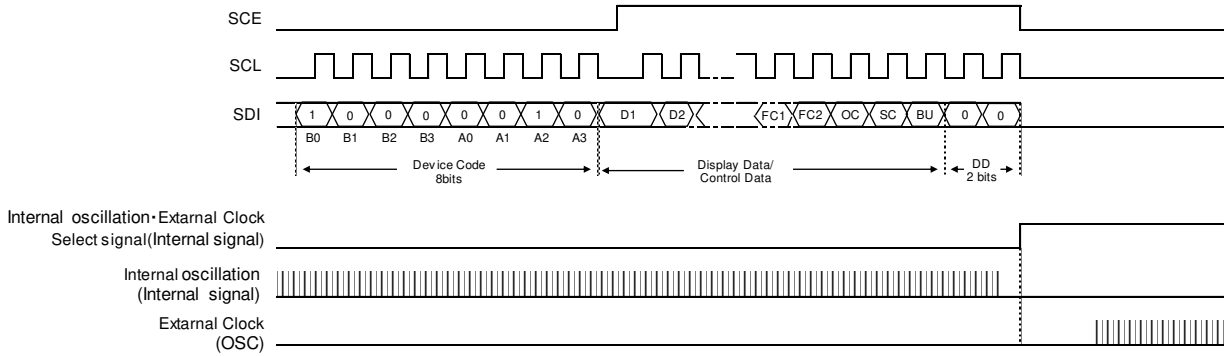 SCE
SCL
SDI
1 0 0 0 0 0 1 0 D1 D2 FC1 FC2 OC SC BU 0 0
B0 B1 B2 B3 A0 A1 A2 A3
Device Code
8bits
Display Data/
Control Data
DD
2 bits
Internal oscillation・Extarnal Clock
Select signal(Internal signal)
Internal oscillation
(Internal signal)
Extarnal Clock
(OSC)